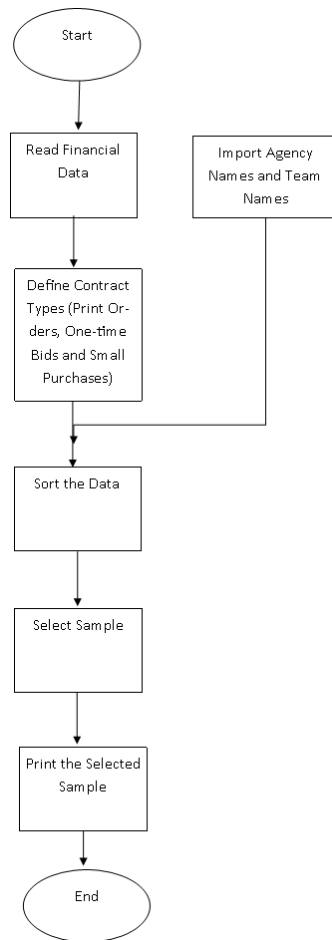 Start
Read Financial
Data
Import Agency
Names and Team
Names
Define Contract
Types (Print Or-
ders, One-time
Bids and Small
Purchases)
Sort the Data
Select Sample
Print the Selected
Sample
End